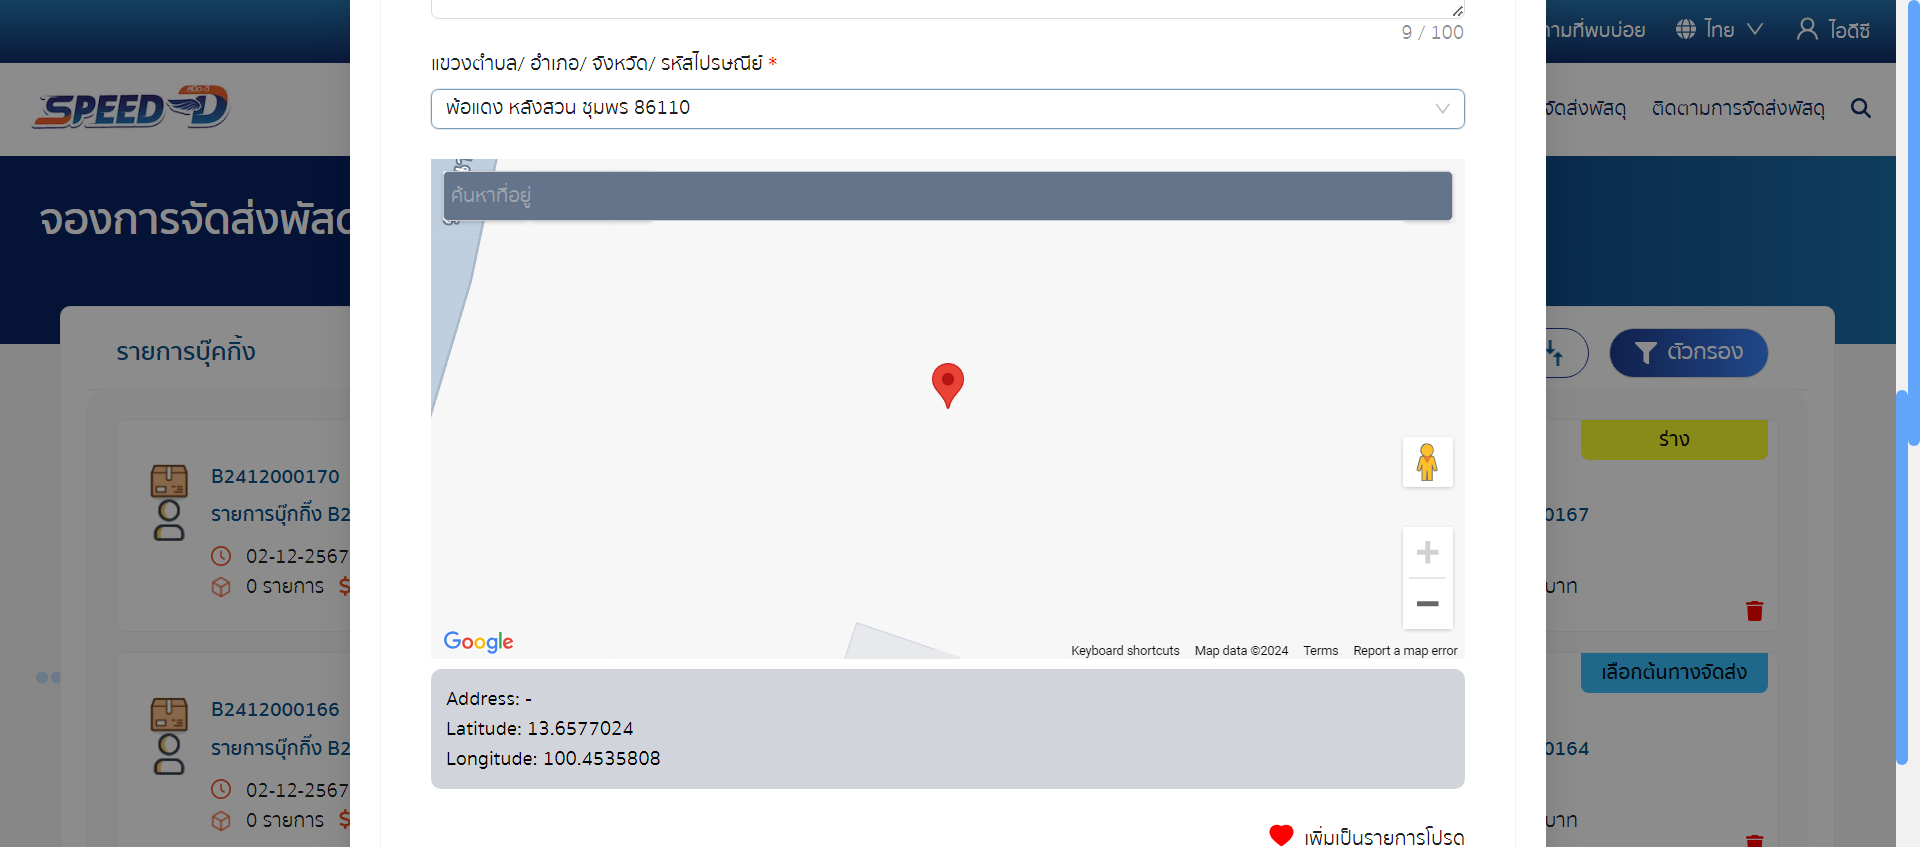 9 / 100
ามที่พบบ่อย
ไทย
ไอดีซี
แขวงตำบล/ อำเภอ/ จังหวัด/ รหัสไปรษณีย์ *
SPEED-D
พ้อแดง หลังสวน ชุมพร 86110
จัดส่งพัสดุ
ติดตามการจัดส่งพัสดุ
ค้นหาที่อยู่
จองการจัดส่งพัสดุ
รายการบุ๊คกิ้ง
ตัวกรอง
ร่าง
B2412000170
รายการบุ๊กกิ้ง B2
0167
02-12-2567
0 รายการ $
บาท
Google
Keyboard shortcuts
Map data ©2024
Terms
Report a map error
เลือกต้นทางจัดส่ง
Address: -
Latitude: 13.6577024
Longitude: 100.4535808
B2412000166
รายการบุ๊กกิ้ง B2
0164
02-12-2567
0 รายการ $
บาท
เพิ่มเป็นรายการโปรด